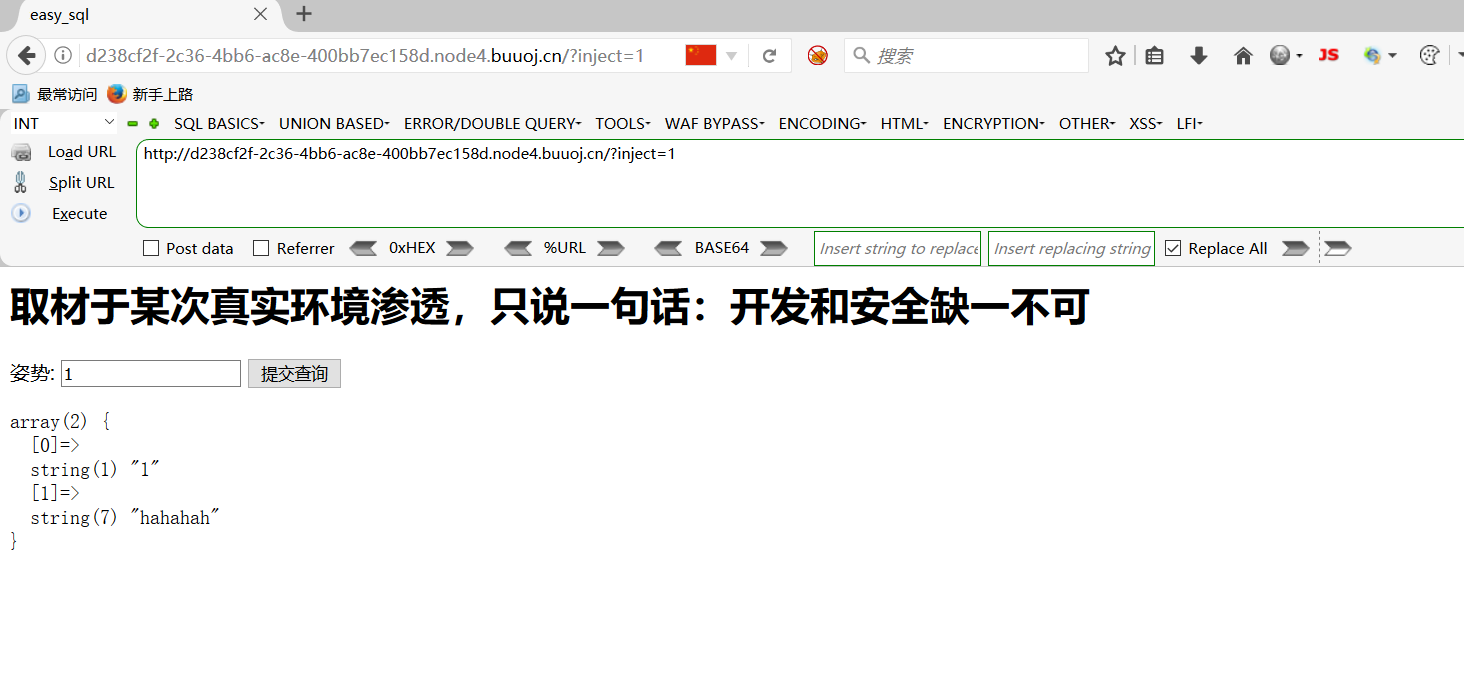 easy_sql
d238cf2f-2c36-4bb6-ac8e-400bb7ec158d.node4.buuoj.cn/?inject=1
搜索
JS
最常访问 新手上路
INT SQL BASICS UNION BASED ERROR/DOUBLE QUERY TOOLS WAF BYPASS ENCODING HTML ENCRYPTION OTHER XSS LFI
Load URL http://d238cf2f-2c36-4bb6-ac8e-400bb7ec158d.node4.buuoj.cn/?inject=1
Split URL
Execute
Post data Referrer 0xHEX %URL BASE64 Insert string to replace Insert replacing string Replace All
取材于某次真实环境渗透，只说一句话：开发和安全缺一不可
姿势: 1 提交查询
array(2) {
[0]=>
string(1) "1"
[1]=>
string(7) "hahahah"
}